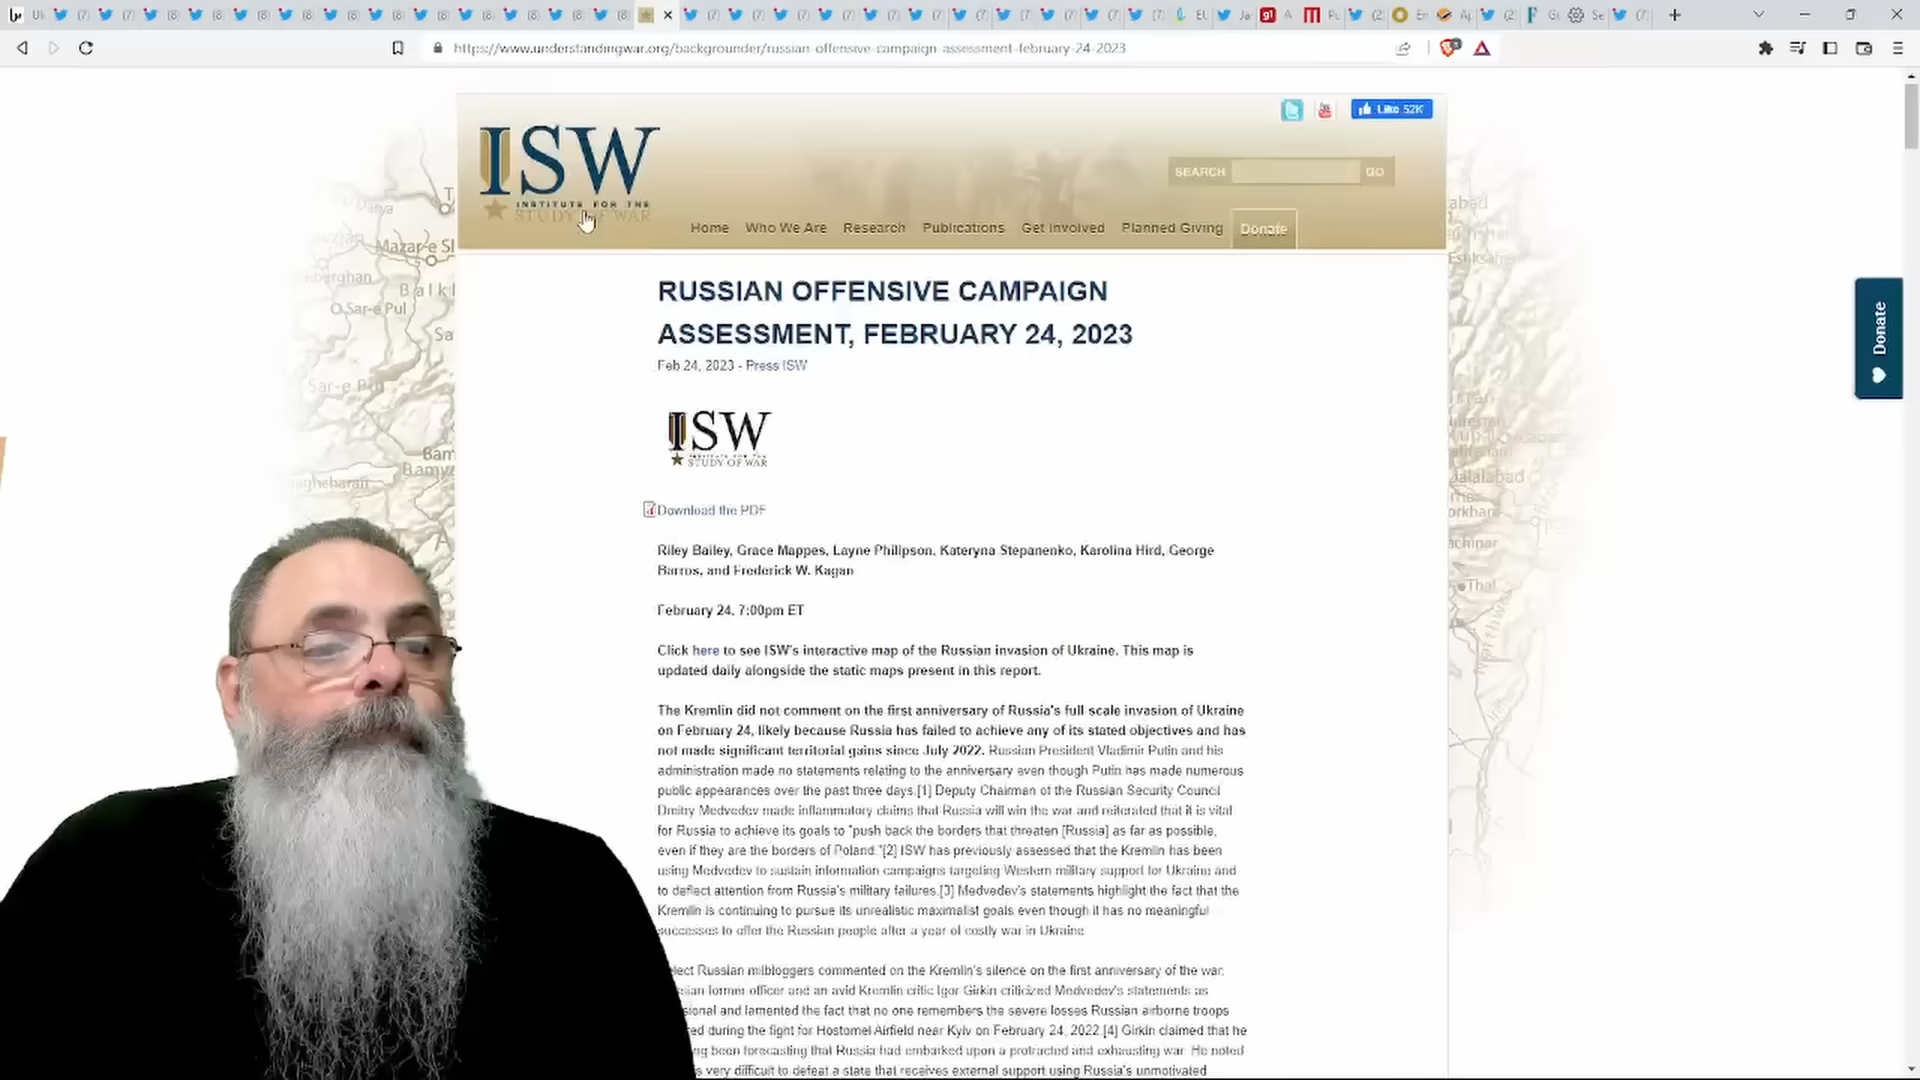 https://www.understandingwar.org/backgrounder/russian-offensive-campaign-assessment-february-24-2023
Like 52K
ISW
INSTITUTE FOR THE
STUDY OF WAR
SEARCH GO
Home Who We Are Research Publications Get Involved Planned Giving Donate
RUSSIAN OFFENSIVE CAMPAIGN
ASSESSMENT, FEBRUARY 24, 2023
Feb 24, 2023 - Press ISW
ISW
INSTITUTE FOR THE
STUDY OF WAR
Download the PDF
Riley Bailey, Grace Mappes, Layne Philipson, Kateryna Stepanenko, Karolina Hird, George
Barros, and Frederick W. Kagan
February 24, 7:00pm ET
Click here to see ISW's interactive map of the Russian invasion of Ukraine. This map is
updated daily alongside the static maps present in this report.
The Kremlin did not comment on the first anniversary of Russia's full scale invasion of Ukraine
on February 24, likely because Russia has failed to achieve any of its stated objectives and has
not made significant territorial gains since July 2022. Russian President Vladimir Putin and his
administration made no statements relating to the anniversary even though Putin has made numerous
public appearances over the past three days.[1] Deputy Chairman of the Russian Security Council
Dmitry Medvedev made inflammatory claims that Russia will win the war and reiterated that it is vital
for Russia to achieve its goals to "push back the borders that threaten [Russia] as far as possible,
even if they are the borders of Poland."[2] ISW has previously assessed that the Kremlin has been
using Medvedev to sustain information campaigns targeting Western military support for Ukraine and
to deflect attention from Russia's military failures.[3] Medvedev's statements highlight the fact that the
Kremlin is continuing to pursue its unrealistic maximalist goals even though it has no meaningful
successes to offer the Russian people after a year of costly war in Ukraine
lect Russian milbloggers commented on the Kremlin's silence on the first anniversary of the war.
sian former officer and an avid Kremlin critic Igor Girkin criticized Medvedev's statements as
sional and lamented the fact that no one remembers the severe losses Russian airborne troops
ed during the fight for Hostomel Airfield near Kyiv on February 24, 2022.[4] Girkin claimed that he
ng been forecasting that Russia had embarked upon a protracted and exhausting war. He noted
s very difficult to defeat a state that receives external support using Russia's unmotivated
Donate
Mazar-e
Balk
Sar-e Pul
Sar-e
Thal